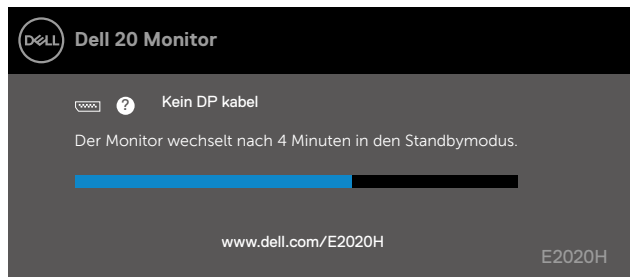 DELL Dell 20 Monitor
? Kein DP kabel
Der Monitor wechselt nach 4 Minuten in den Standbymodus.
www.dell.com/E2020H
E2020H